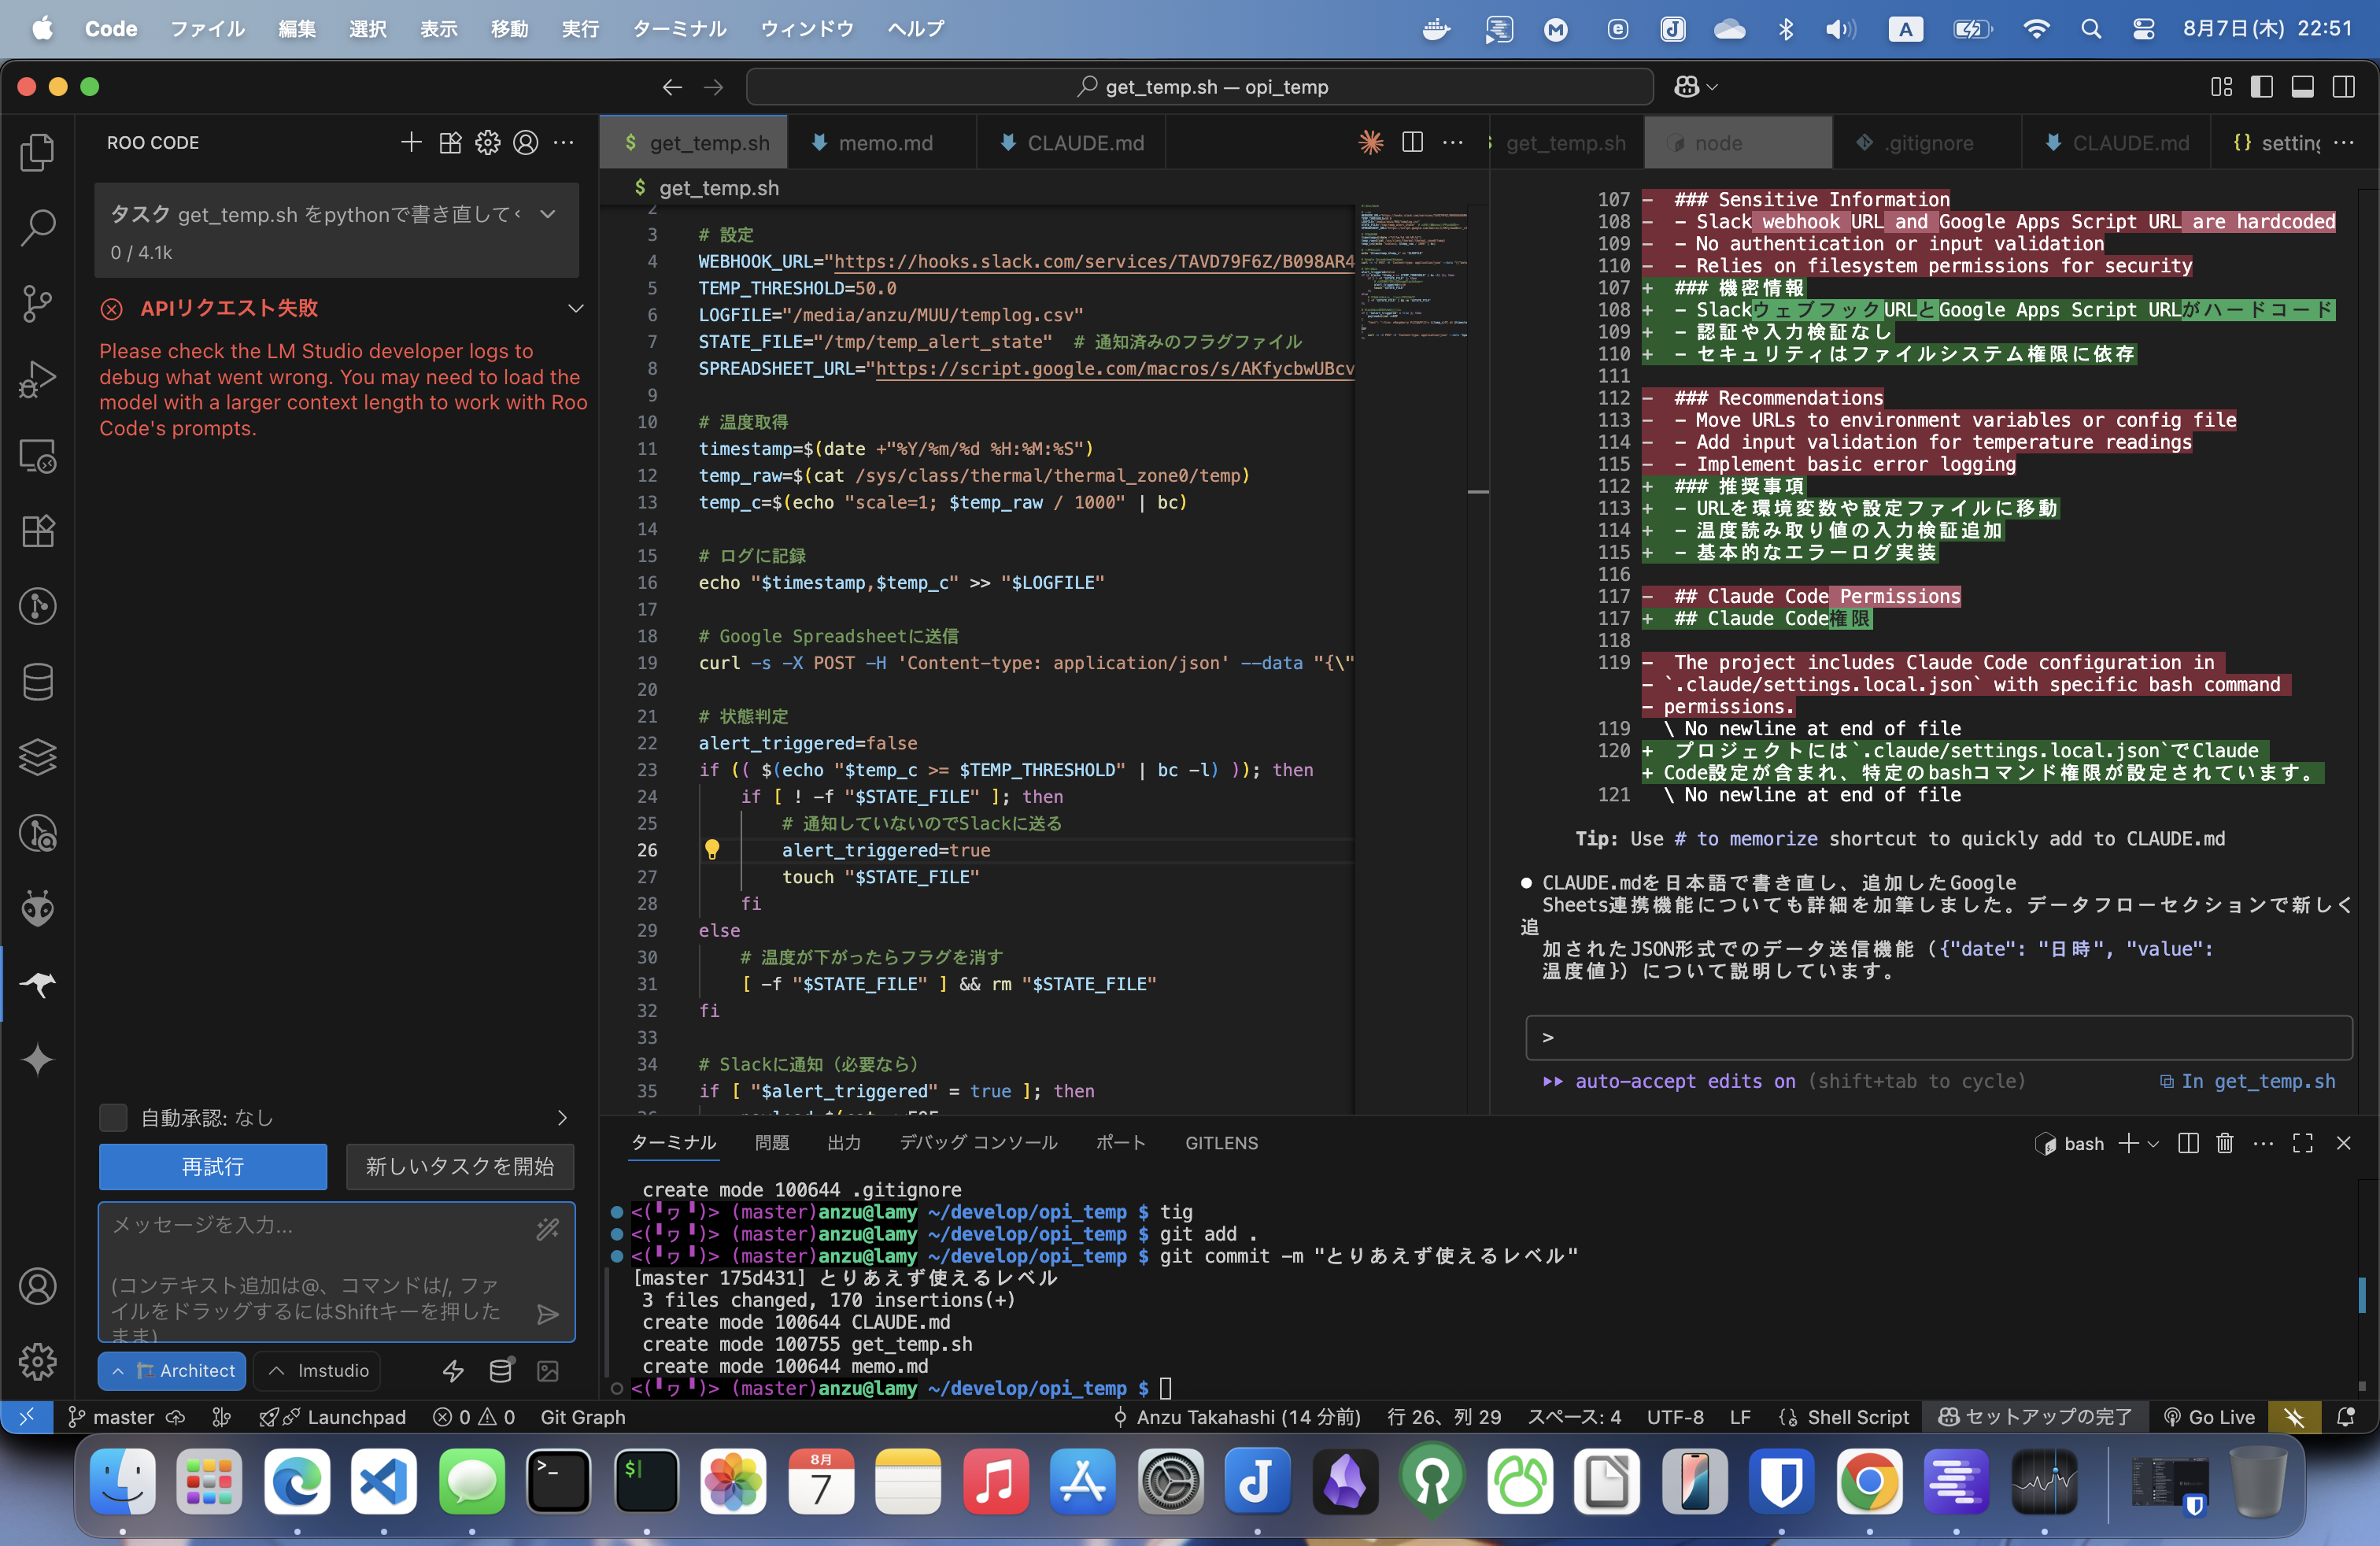 Code ファイル 編集 選択 表示 移動 実行 ターミナル ウィンドウ ヘルプ
A 8月7日(木) 22:51
get_temp.sh — opi_temp
ROO CODE
タスク get_temp.sh をpythonで書き直して
0 / 4.1k
APIリクエスト失敗
Please check the LM Studio developer logs to
debug what went wrong. You may need to load the
model with a larger context length to work with Roo
Code's prompts.
自動承認: なし
再試行 新しいタスクを開始
メッセージを入力...
(コンテキスト追加は@、コマンドは/, ファ
イルをドラッグするにはShiftキーを押した
まま)
Architect lmstudio
$ get_temp.sh memo.md CLAUDE.md
$ get_temp.sh
2
3 # 設定
4 WEBHOOK_URL="https://hooks.slack.com/services/TAVD79F6Z/B098AR4
5 TEMP_THRESHOLD=50.0
6 LOGFILE="/media/anzu/MUU/templog.csv"
7 STATE_FILE="/tmp/temp_alert_state" # 通知済みのフラグファイル
8 SPREADSHEET_URL="https://script.google.com/macros/s/AKfycbwUBcv
9
10 # 温度取得
11 timestamp=$(date +"%Y/%m/%d %H:%M:%S")
12 temp_raw=$(cat /sys/class/thermal/thermal_zone0/temp)
13 temp_c=$(echo "scale=1; $temp_raw / 1000" | bc)
14
15 # ログに記録
16 echo "$timestamp,$temp_c" >> "$LOGFILE"
17
18 # Google Spreadsheetに送信
19 curl -s -X POST -H 'Content-type: application/json' --data "{\"
20
21 # 状態判定
22 alert_triggered=false
23 if (( $(echo "$temp_c >= $TEMP_THRESHOLD" | bc -l) )); then
24 if [ ! -f "$STATE_FILE" ]; then
25 # 通知していないのでSlackに送る
26 alert_triggered=true
27 touch "$STATE_FILE"
28 fi
29 else
30 # 温度が下がったらフラグを消す
31 [ -f "$STATE_FILE" ] && rm "$STATE_FILE"
32 fi
33
34 # Slackに通知（必要なら）
35 if [ "$alert_triggered" = true ]; then
get_temp.sh node .gitignore CLAUDE.md {} setting
107 - ### Sensitive Information
108 - - Slack webhook URL and Google Apps Script URL are hardcoded
109 - - No authentication or input validation
110 - - Relies on filesystem permissions for security
107 + ### 機密情報
108 + - SlackウェブフックURLとGoogle Apps Script URLがハードコード
109 + - 認証や入力検証なし
110 + - セキュリティはファイルシステム権限に依存
111
112 - ### Recommendations
113 - - Move URLs to environment variables or config file
114 - - Add input validation for temperature readings
115 - - Implement basic error logging
112 + ### 推奨事項
113 + - URLを環境変数や設定ファイルに移動
114 + - 温度読み取り値の入力検証追加
115 + - 基本的なエラーログ実装
116
117 - ## Claude Code Permissions
117 + ## Claude Code権限
118
119 - The project includes Claude Code configuration in
- `.claude/settings.local.json` with specific bash command
- permissions.
119 \ No newline at end of file
120 + プロジェクトには`.claude/settings.local.json`でClaude
+ Code設定が含まれ、特定のbashコマンド権限が設定されています。
121 \ No newline at end of file
Tip: Use # to memorize shortcut to quickly add to CLAUDE.md
● CLAUDE.mdを日本語で書き直し、追加したGoogle
Sheets連携機能についても詳細を加筆しました。データフローセクションで新しく
追
加されたJSON形式でのデータ送信機能（{"date": "日時", "value":
温度値}）について説明しています。
>
auto-accept edits on (shift+tab to cycle) In get_temp.sh
ターミナル 問題 出力 デバッグ コンソール ポート GITLENS
bash
create mode 100644 .gitignore
<(╹ヮ╹)> (master)anzu@lamy ~/develop/opi_temp $ tig
<(╹ヮ╹)> (master)anzu@lamy ~/develop/opi_temp $ git add .
<(╹ヮ╹)> (master)anzu@lamy ~/develop/opi_temp $ git commit -m "とりあえず使えるレベル"
[master 175d431] とりあえず使えるレベル
3 files changed, 170 insertions(+)
create mode 100644 CLAUDE.md
create mode 100755 get_temp.sh
create mode 100644 memo.md
<(╹ヮ╹)> (master)anzu@lamy ~/develop/opi_temp $
master Launchpad 0 0 Git Graph
Anzu Takahashi (14 分前) 行 26、列 29 スペース: 4 UTF-8 LF Shell Script セットアップの完了 Go Live
8月
7